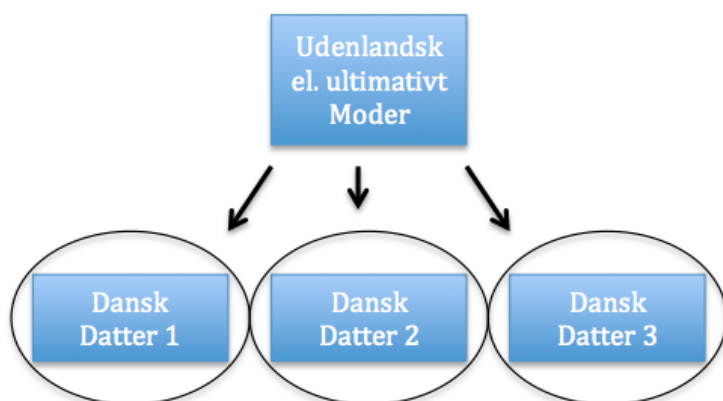 Udenlandsk
el. ultimativt
Moder
Dansk
Datter 1
Dansk
Datter 2
Dansk
Datter 3